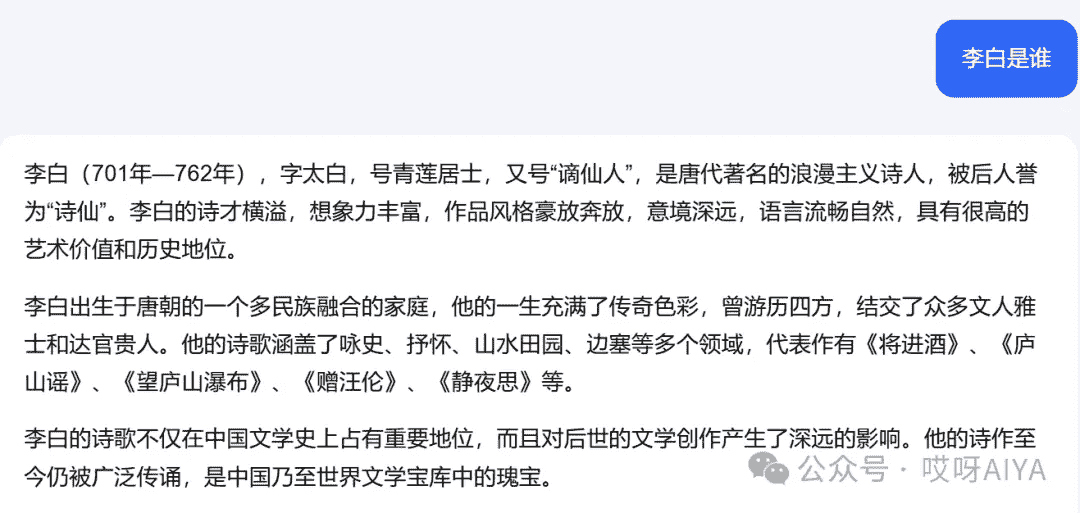 李白是谁
李白（701年—762年），字太白，号青莲居士，又号“谪仙人”，是唐代著名的浪漫主义诗人，被后人誉
为“诗仙”。李白的诗才横溢，想象力丰富，作品风格豪放奔放，意境深远，语言流畅自然，具有很高的
艺术价值和历史地位。
李白出生于唐朝的一个多民族融合的家庭，他的一生充满了传奇色彩，曾游历四方，结交了众多文人雅
士和达官贵人。他的诗歌涵盖了咏史、抒怀、山水田园、边塞等多个领域，代表作有《将进酒》、《庐
山谣》、《望庐山瀑布》、《赠汪伦》、《静夜思》等。
李白的诗歌不仅在中国文学史上占有重要地位，而且对后世的文学创作产生了深远的影响。他的诗作至
今仍被广泛传诵，是中国乃至世界文学宝库中的瑰宝。
公众号 · 哎呀AIYA